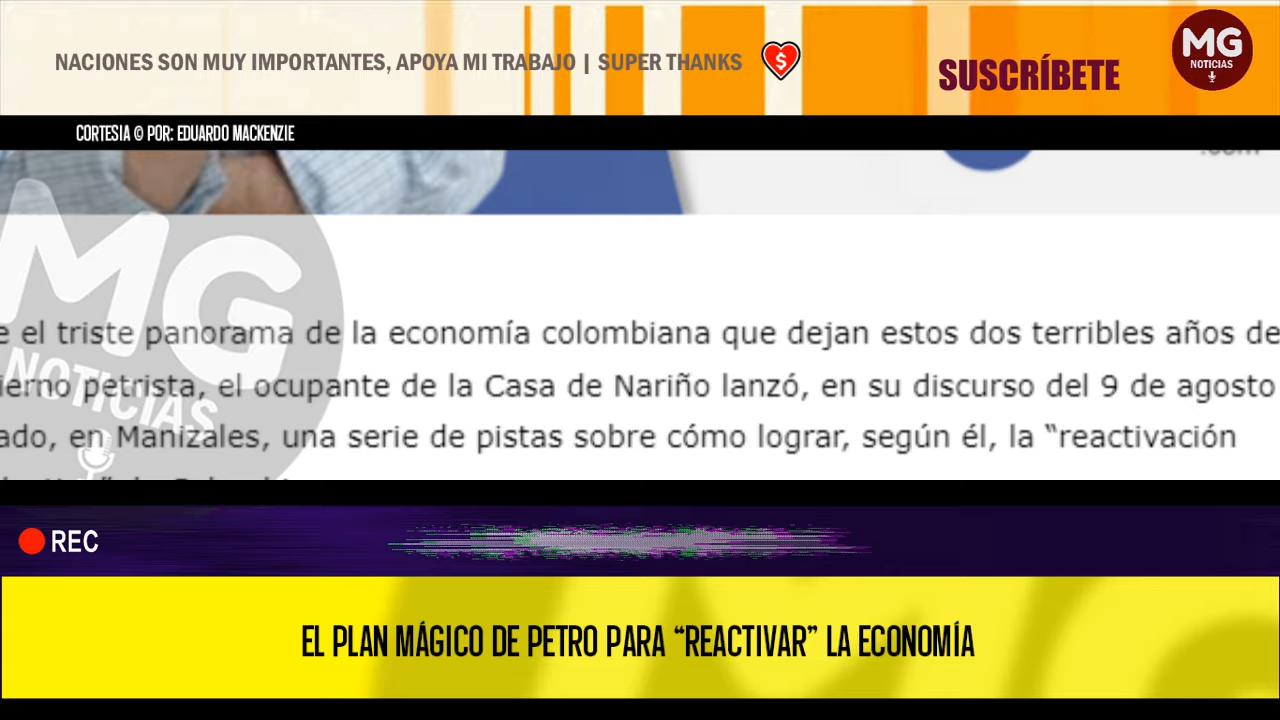 NACIONES SON MUY IMPORTANTES, APOYA MI TRABAJO | SUPER THANKS
$
SUSCRÍBETE
MG
NOTICIAS
CORTESIA © POR: EDUARDO MACKENZIE
.com
MG
NOTICIAS
e el triste panorama de la economía colombiana que dejan estos dos terribles años de
ierno petrista, el ocupante de la Casa de Nariño lanzó, en su discurso del 9 de agosto
ado, en Manizales, una serie de pistas sobre cómo lograr, según él, la “reactivación
REC
EL PLAN MÁGICO DE PETRO PARA “REACTIVAR” LA ECONOMÍA